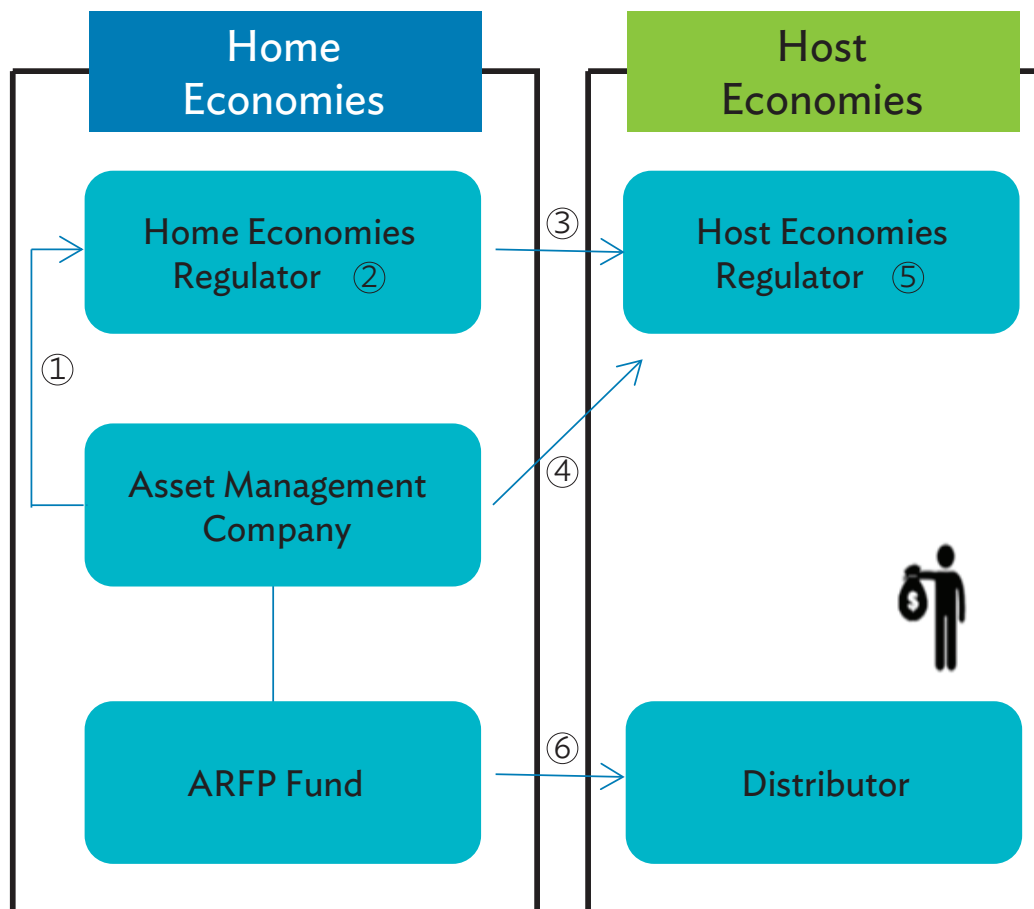 Home
Economies
Host
Economies
Home Economies
Regulator ②
③
Host Economies
Regulator ⑤
①
Asset Management
Company
④
$
ARFP Fund
⑥
Distributor